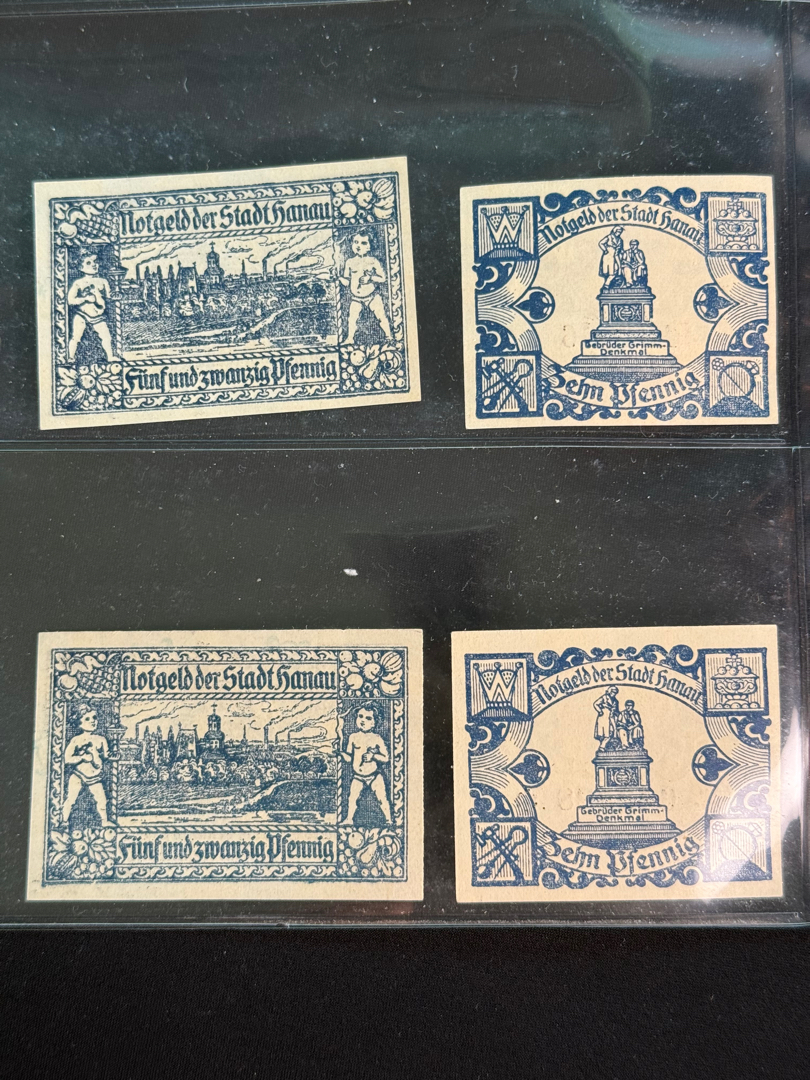 Notgeld der Stadt Hanau
Fünf und zwanzig Pfennig
Notgeld der Stadt Hanau
W
Gebrüder Grimm-
Denkmal
Zehn Pfennig
Notgeld der Stadt Hanau
Fünf und zwanzig Pfennig
Notgeld der Stadt Hanau
W
Gebrüder Grimm-
Denkmal
Zehn Pfennig